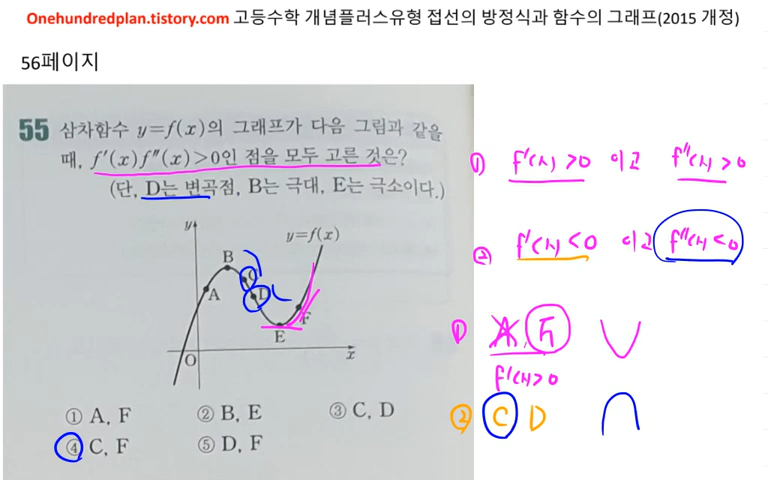 Onehundredplan.tistory.com 고등수학 개념플러스유형 접선의 방정식과 함수의 그래프(2015 개정)
56페이지
55 삼차함수 y=f(x)의 그래프가 다음 그림과 같을
때, f′(x)f″(x)>0인 점을 모두 고른 것은?
(단, D는 변곡점, B는 극대, E는 극소이다.)
① f'(x)>0 이고 f''(x)>0
② f'(x)<0 이고 f''(x)<0
y
y=f(x)
B
C
A
D
F
E
O
x
① A, F
f'(x)>0
② C D
① A, F ② B, E ③ C, D
④ C, F ⑤ D, F